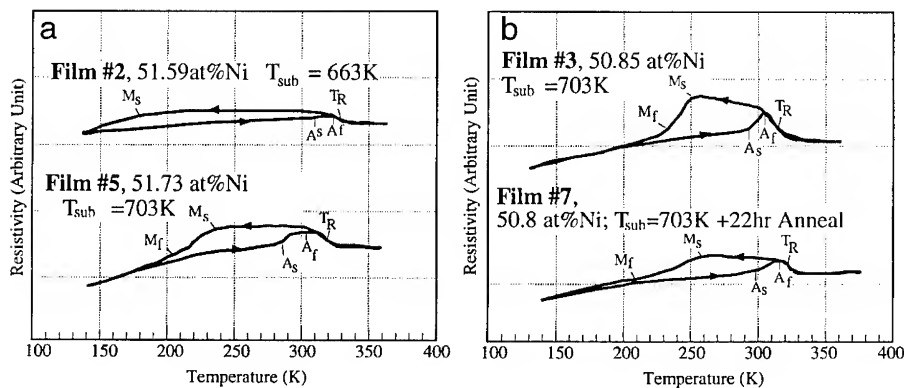 a
Film #2, 51.59at%Ni T_sub = 663K
M_s
T_R
A_s A_f
Film #5, 51.73 at%Ni
T_sub =703K
M_s
M_f
T_R
A_f
A_s
Resistivity (Arbitrary Unit)
100 150 200 250 300 350 400
Temperature (K)
b
Film #3, 50.85 at%Ni
T_sub =703K
M_s
M_f
T_R
A_f
A_s
Film #7,
50.8 at%Ni; T_sub=703K +22hr Anneal
M_s
M_f
T_R
A_s A_f
Resistivity (Arbitrary Unit)
100 150 200 250 300 350 400
Temperature (K)